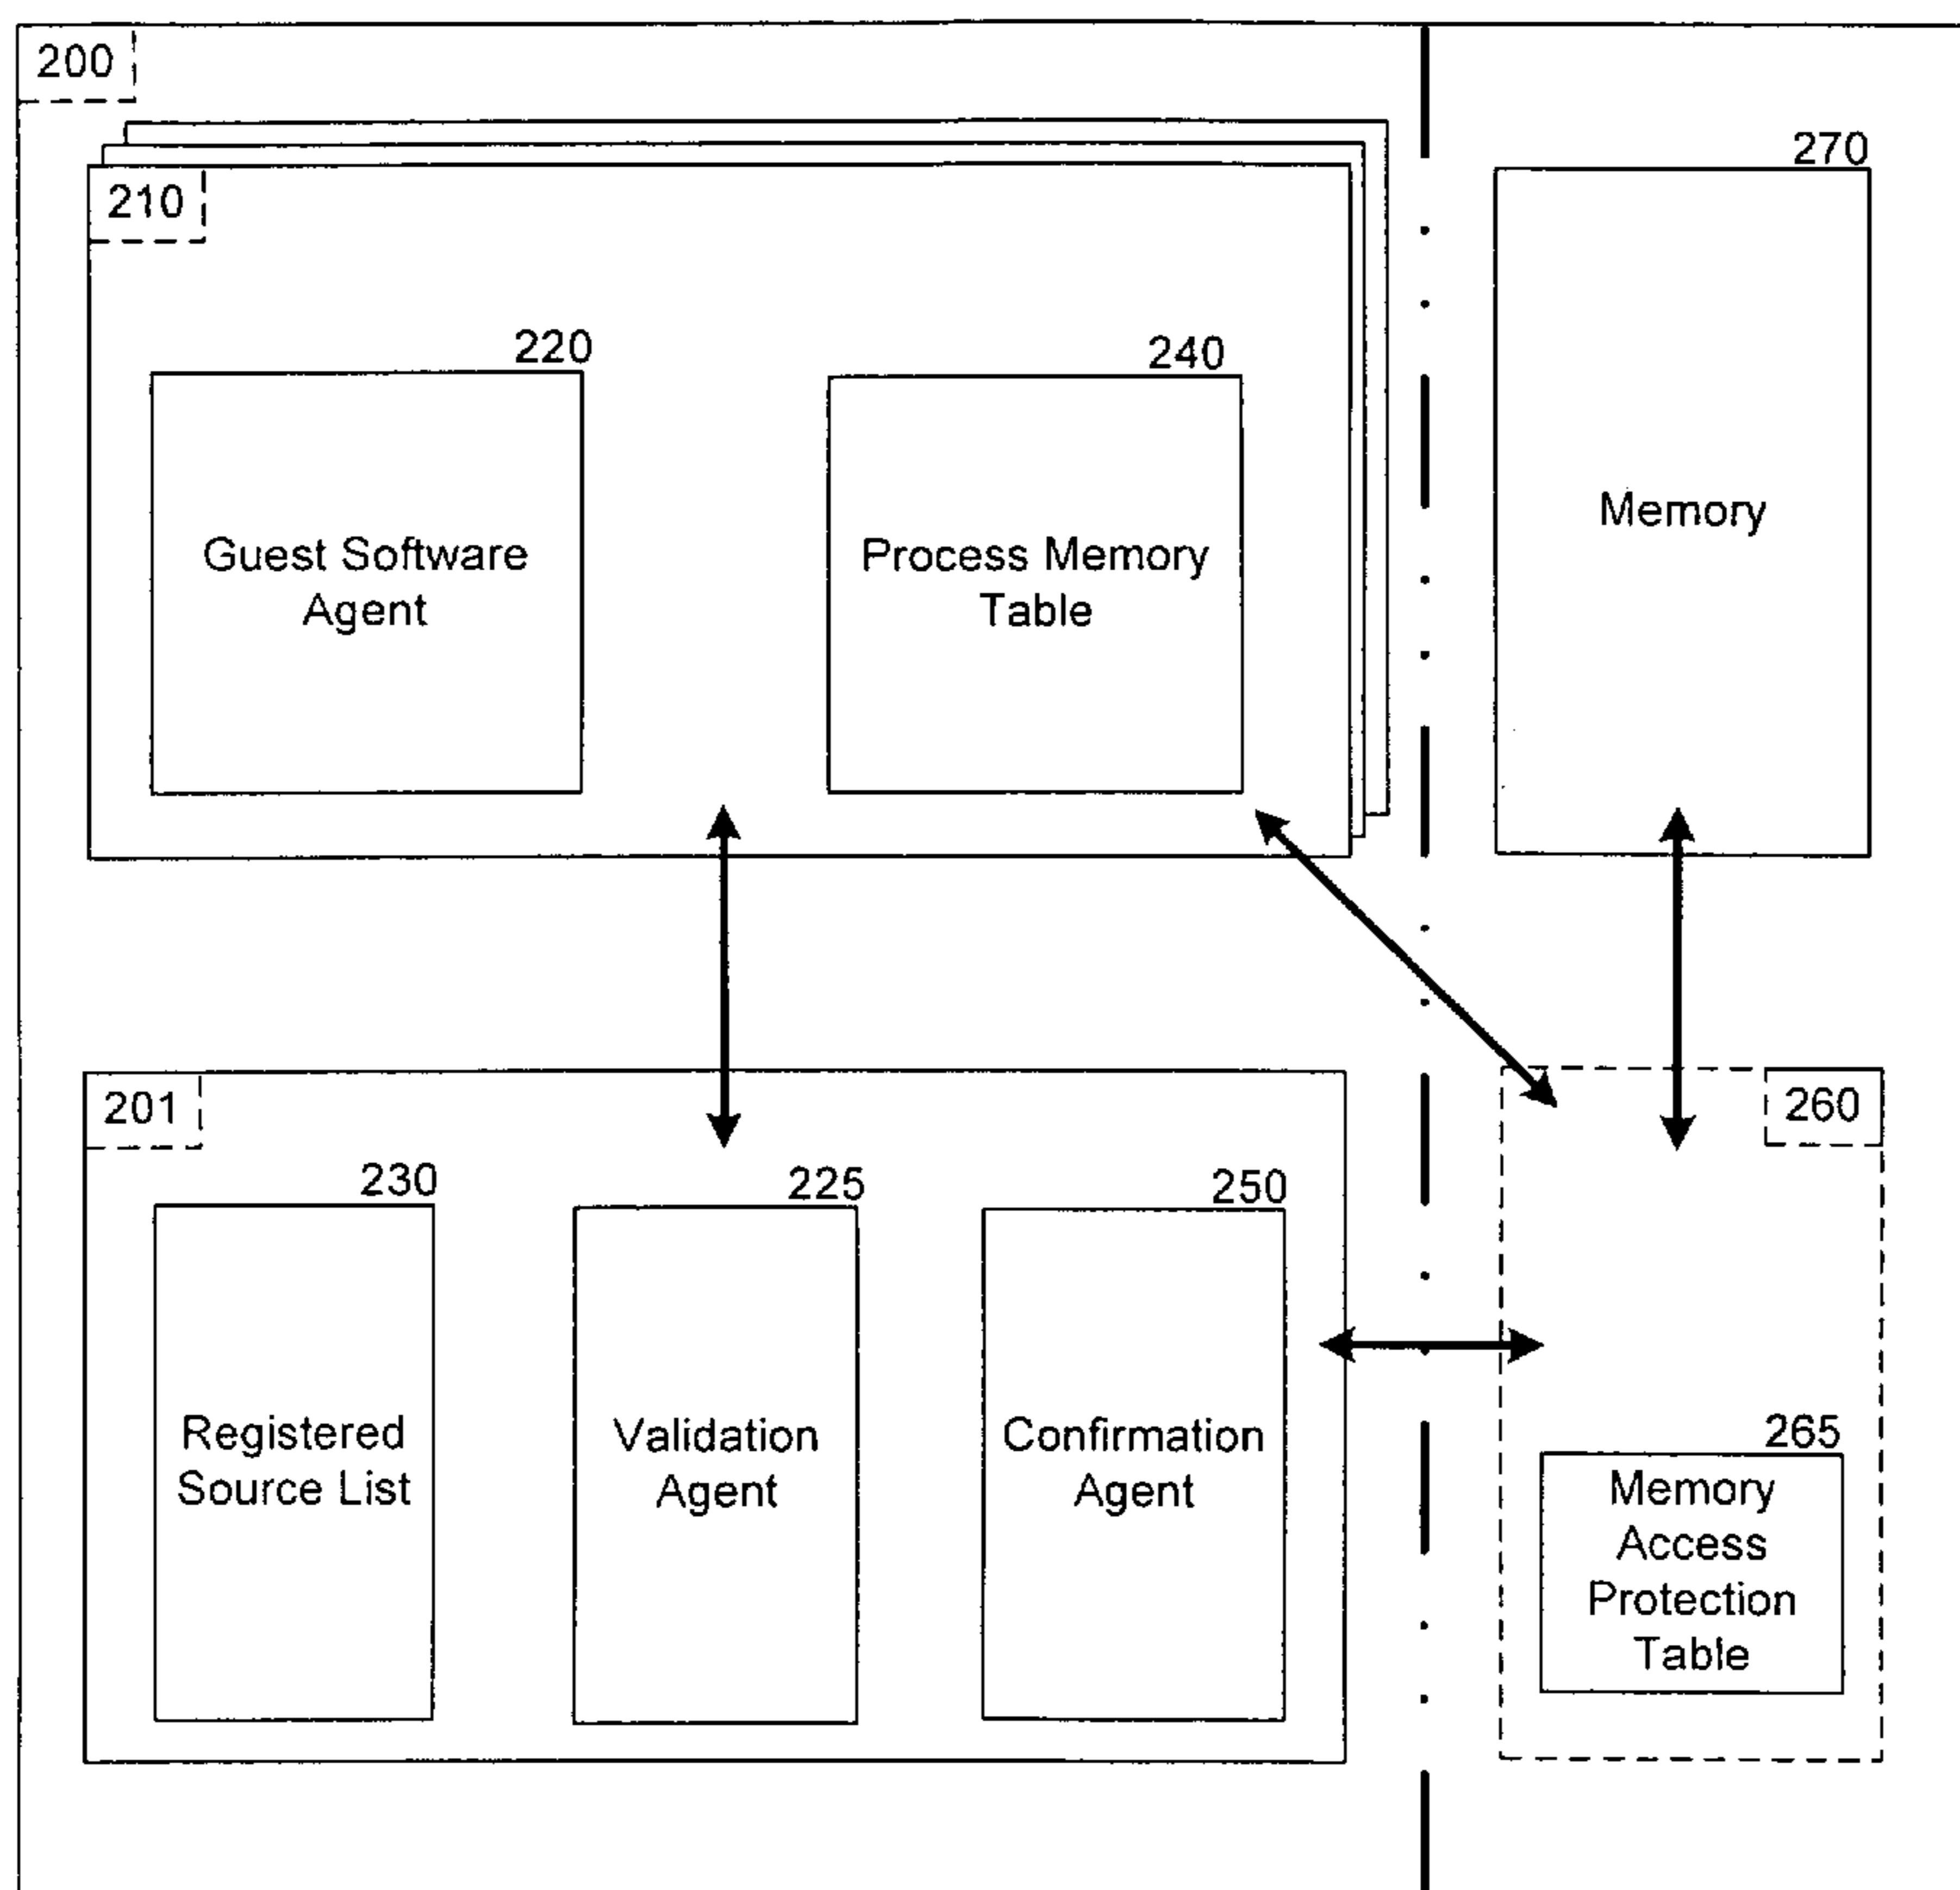 200
270
210
220
240
Guest Software
Agent
Process Memory
Table
Memory
201
260
230
225
250
Registered
Source List
Validation
Agent
Confirmation
Agent
265
Memory
Access
Protection
Table